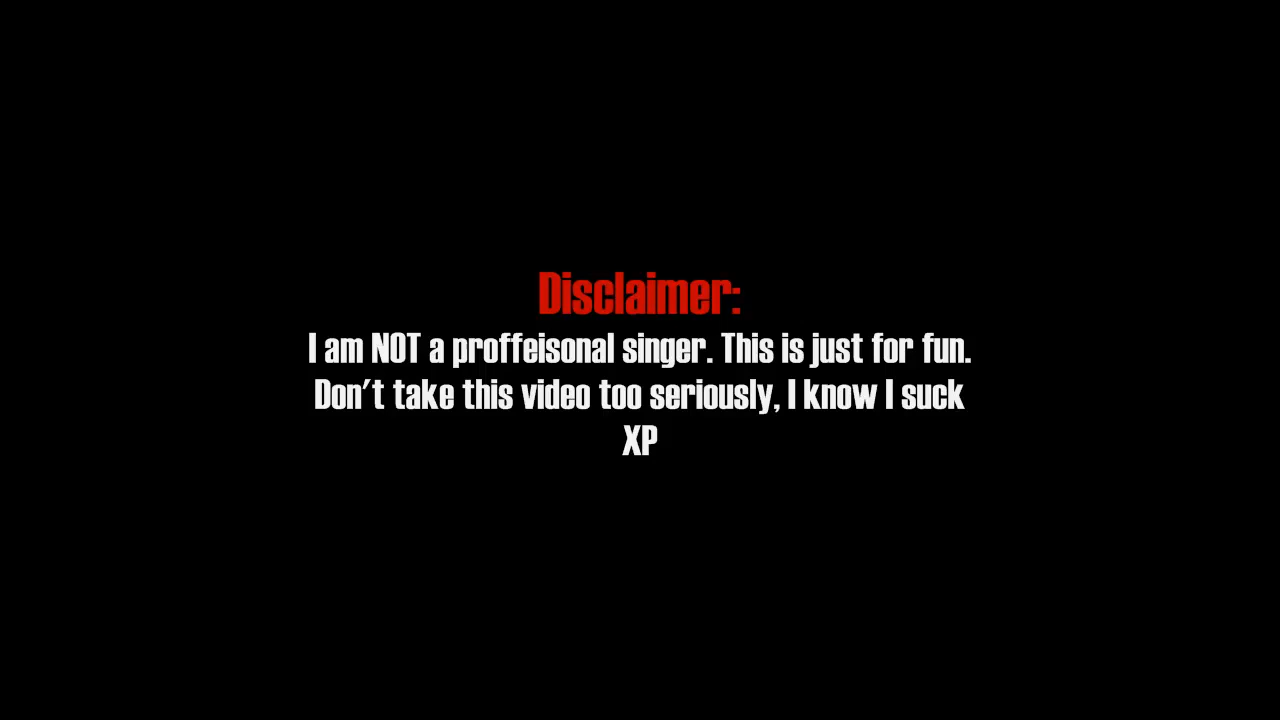 Disclaimer:
I am NOT a proffeisonal singer. This is just for fun.
Don't take this video too seriously, I know I suck
XP